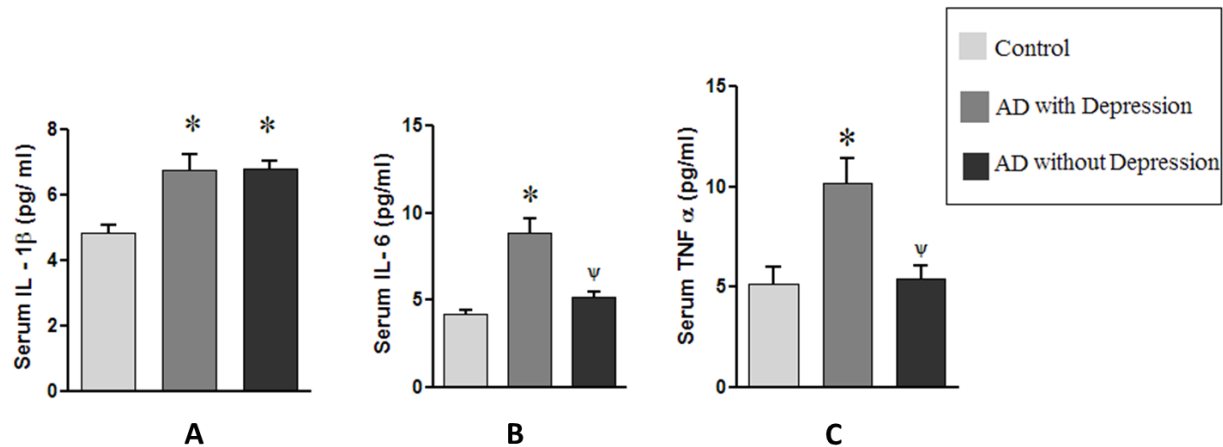 Control
AD with Depression
AD without Depression
Serum IL - 1β (pg/ ml)
8
6
4
2
0
*
*
A
Serum IL- 6 (pg/ml)
15
10
5
0
*
ψ
B
Serum TNF α (pg/ml)
15
10
5
0
*
ψ
C